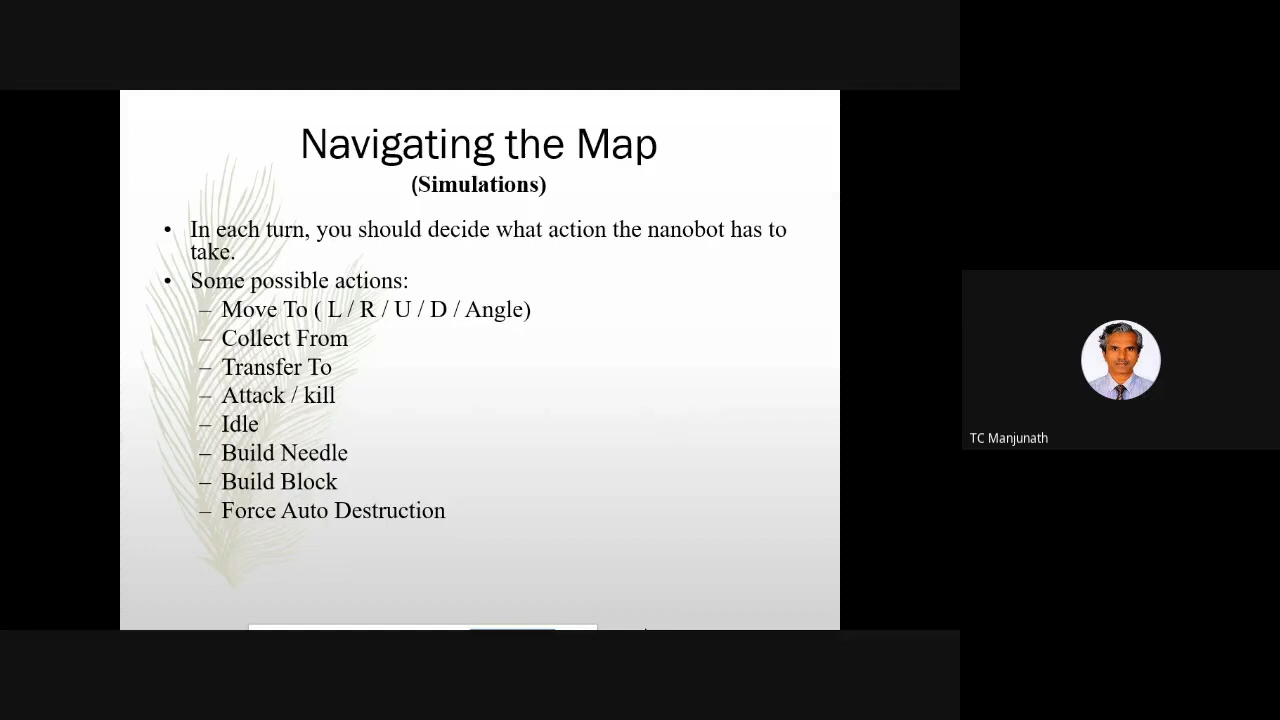 Navigating the Map
(Simulations)
• In each turn, you should decide what action the nanobot has to
take.
• Some possible actions:
– Move To ( L / R / U / D / Angle)
– Collect From
– Transfer To
– Attack / kill
– Idle
– Build Needle
– Build Block
– Force Auto Destruction
TC Manjunath